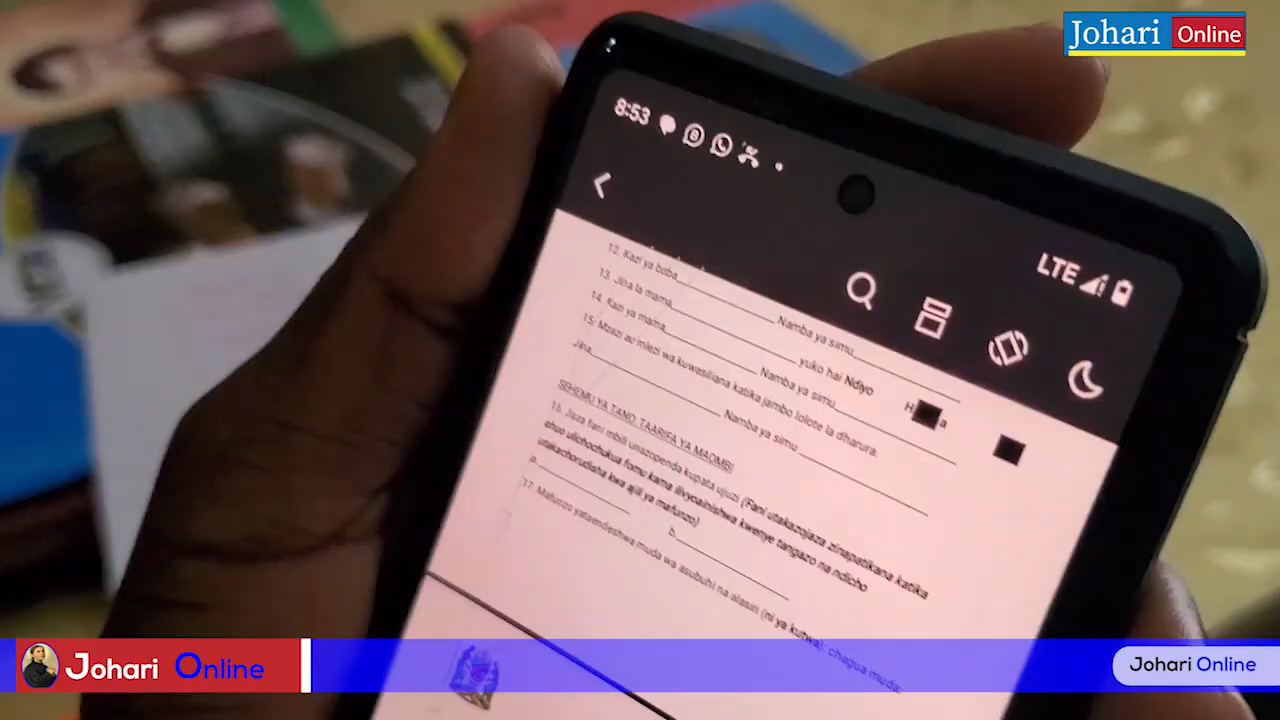 Johari Online
8:53
LTE
12. Kazi ya baba Namba ya simu
13. Jina la mama yuko hai Ndiyo
14. Kazi ya mama Namba ya simu
15. Mzazi au mlezi wa kuwasiliana katika jambo lolote la dharura.
Jina Namba ya simu
SEHEMU YA TANO: TAARIFA YA MAOMBI
16. Jaza fani mbili unazopenda kupata ujuzi (Fani utakazojaza zinapatikana katika
chuo ulichochukua fomu kama ilivyoainishwa kwenye tangazo na ndicho
utakachorudisha kwa ajili ya mafunzo)
a. b.
17. Mafunzo yataendeshwa muda wa asubuhi na alasiri (ni ya kutwa): chagua muda:
Johari Online
Johari Online